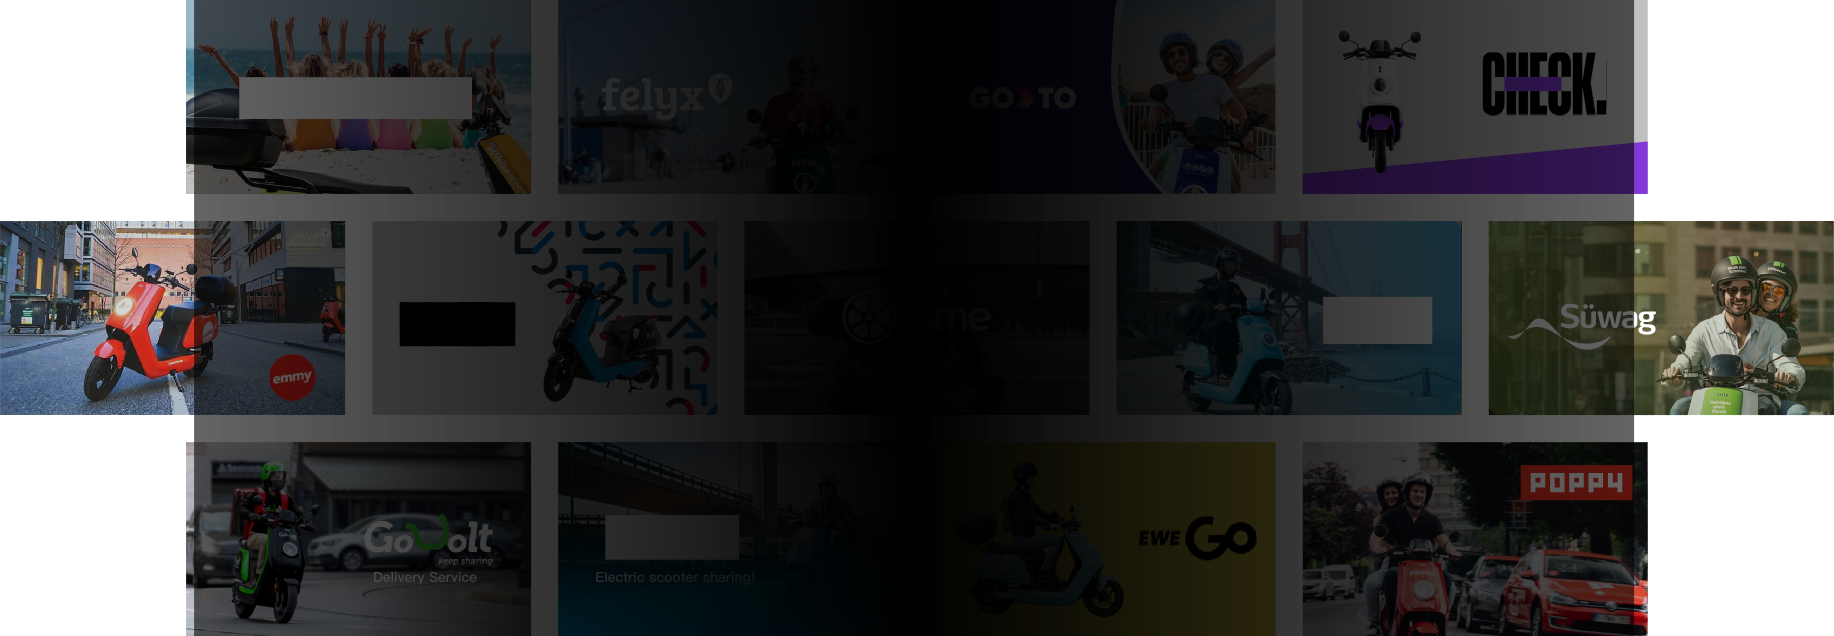 felyx
GO TO
CHECK.
emmy
me
Süwag
GoVolt
Keep sharing
Delivery Service
Electric scooter sharing!
EWE Go
POPPY